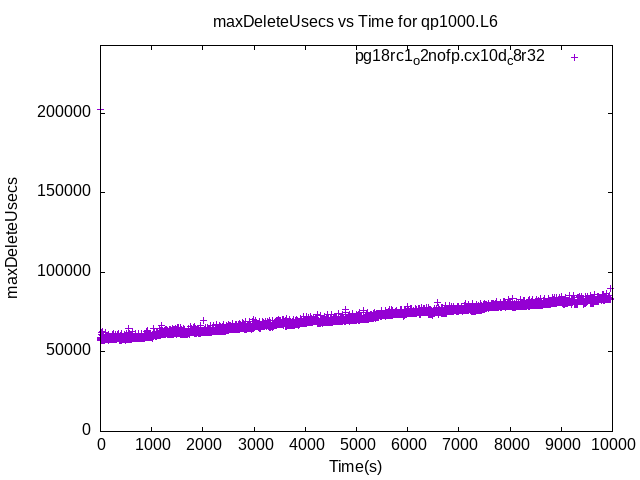 maxDeleteUsecs vs Time for qp1000.L6
pg18rc1_o2nofp.cx10d_c8r32
200000
150000
100000
50000
0
maxDeleteUsecs
0 1000 2000 3000 4000 5000 6000 7000 8000 9000 10000
Time(s)